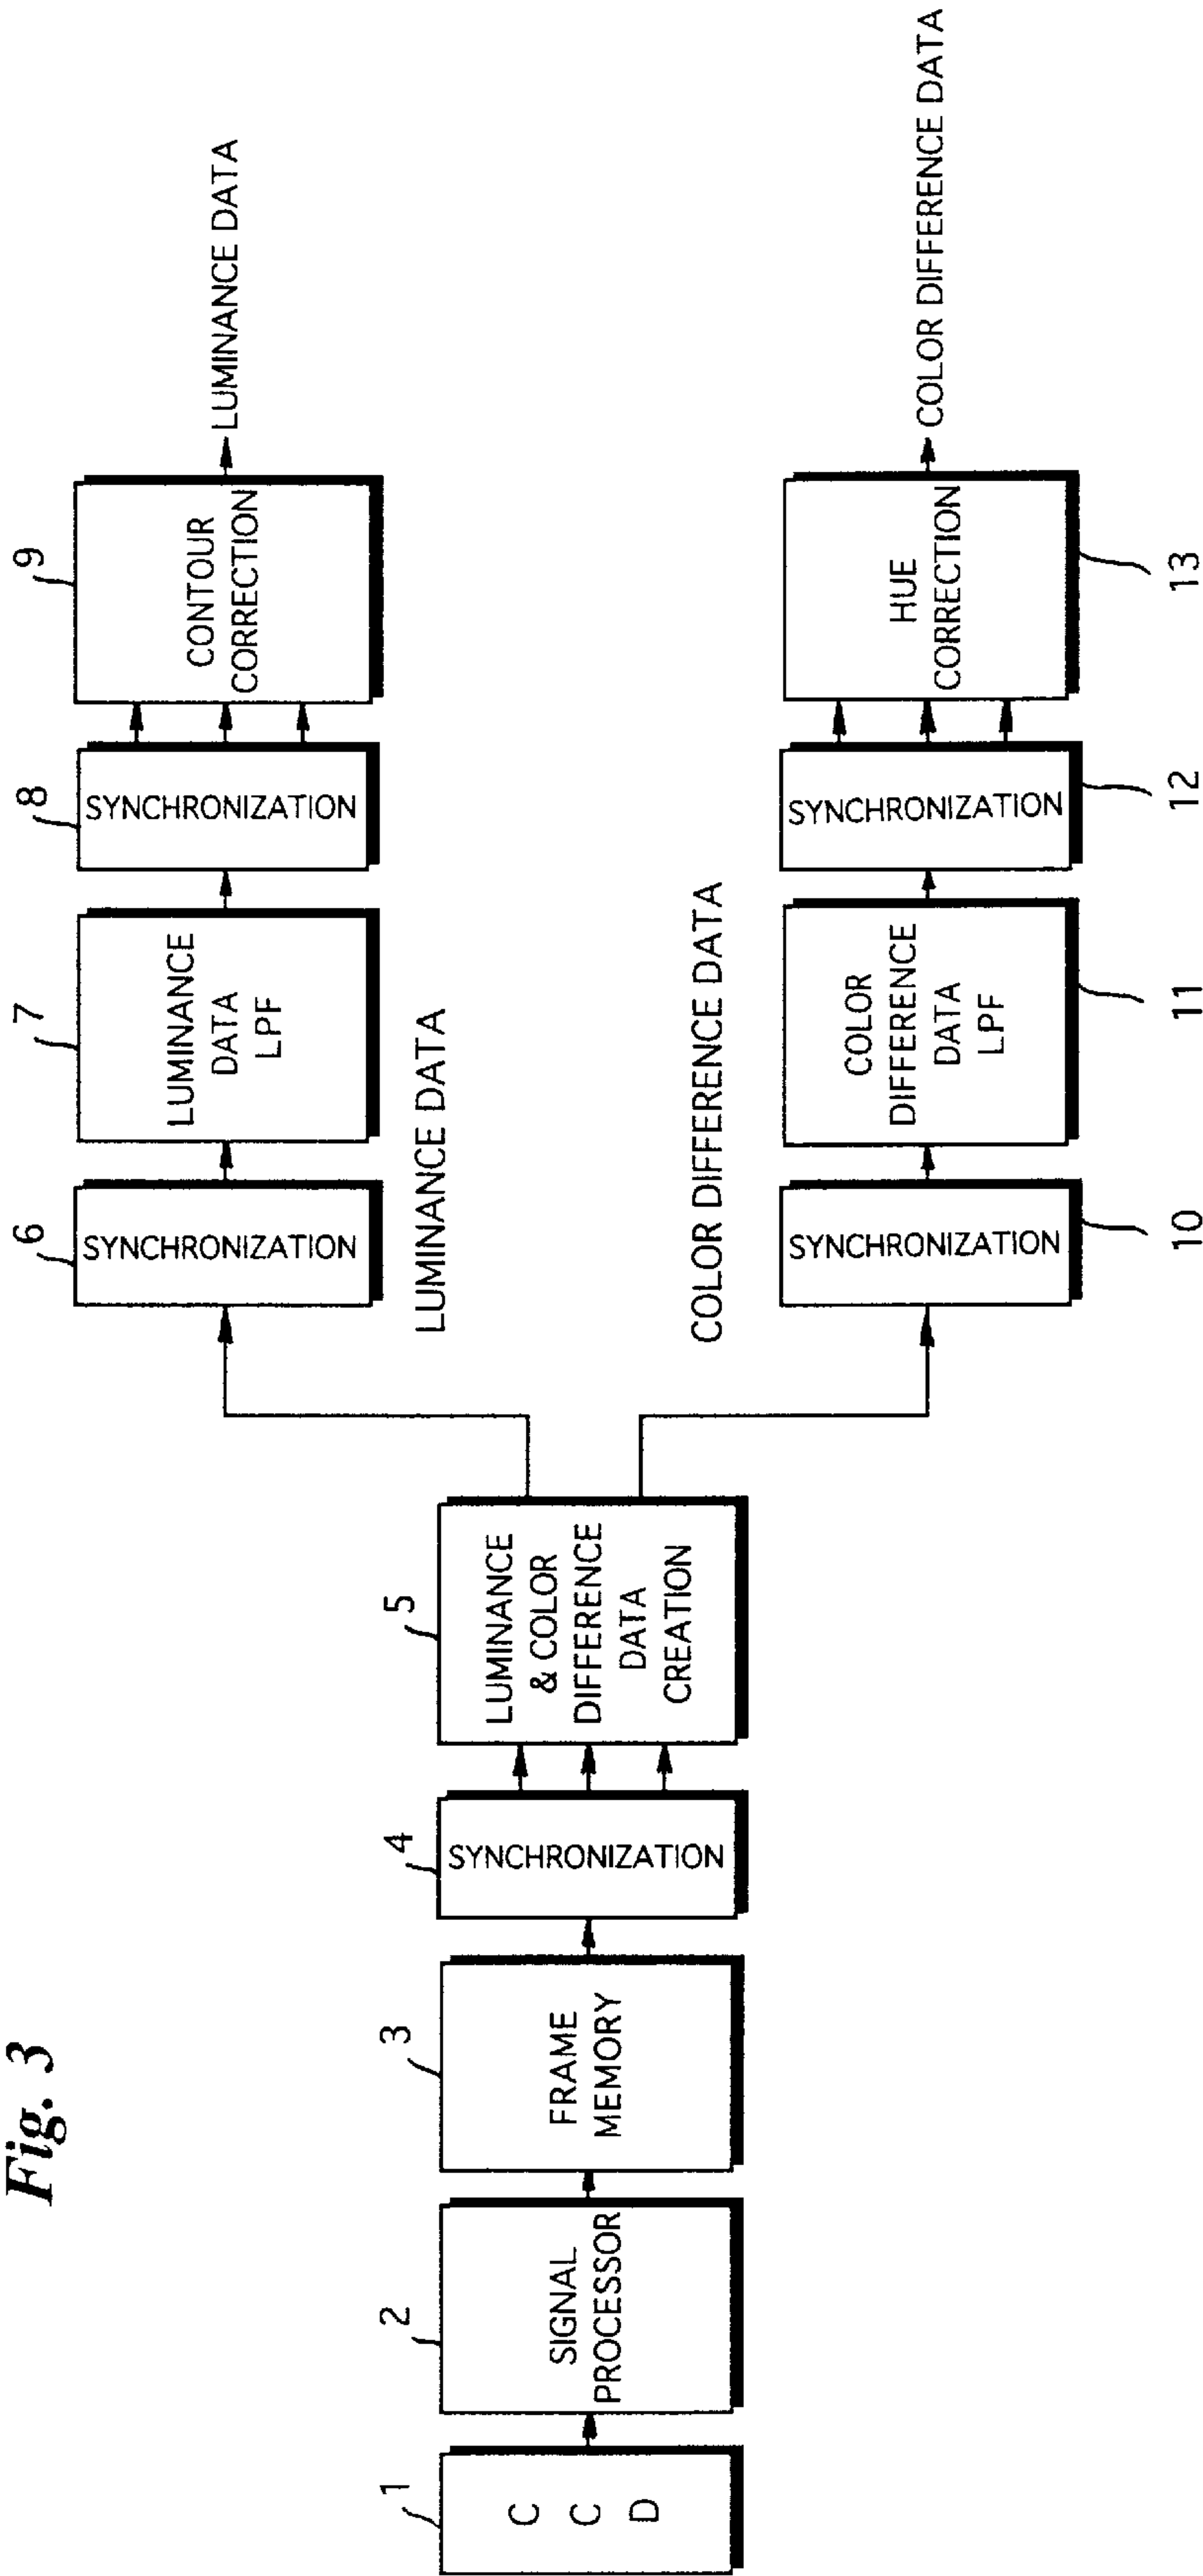 Fig. 3
1
C
C
D
2
SIGNAL
PROCESSOR
3
FRAME
MEMORY
4
SYNCHRONIZATION
5
LUMINANCE
& COLOR
DIFFERENCE
DATA
CREATION
LUMINANCE DATA
6
SYNCHRONIZATION
7
LUMINANCE
DATA
LPF
8
SYNCHRONIZATION
9
CONTOUR
CORRECTION
LUMINANCE DATA
COLOR DIFFERENCE DATA
10
SYNCHRONIZATION
11
COLOR
DIFFERENCE
DATA
LPF
12
SYNCHRONIZATION
13
HUE
CORRECTION
COLOR DIFFERENCE DATA